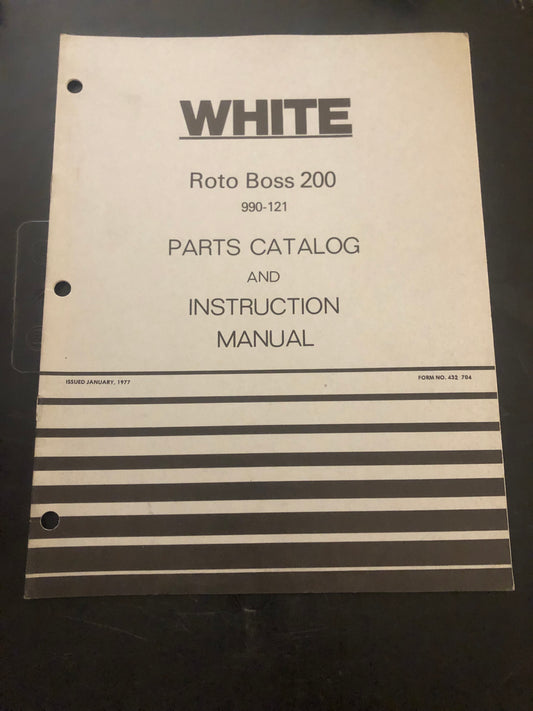 WHITE
Roto Boss 200
990-121
PARTS CATALOG
AND
INSTRUCTION
MANUAL
ISSUED JANUARY, 1977 FORM NO. 432 704